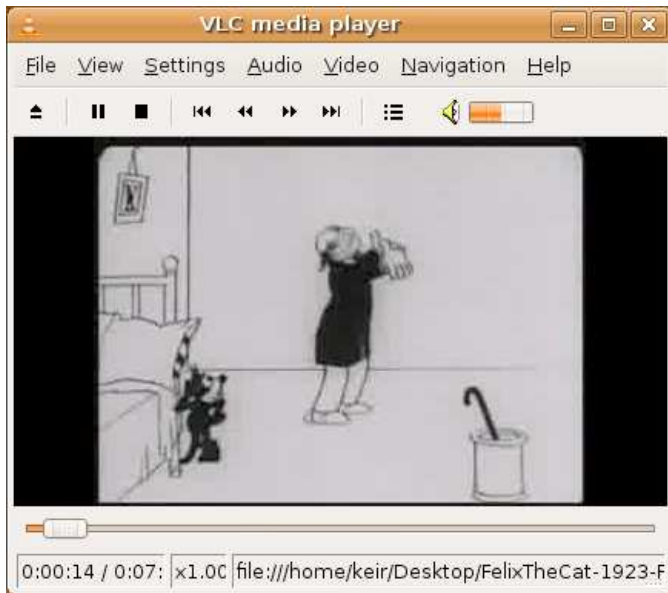 VLC media player
File View Settings Audio Video Navigation Help
0:00:14 / 0:07: x1.00 file:///home/keir/Desktop/FelixTheCat-1923-F